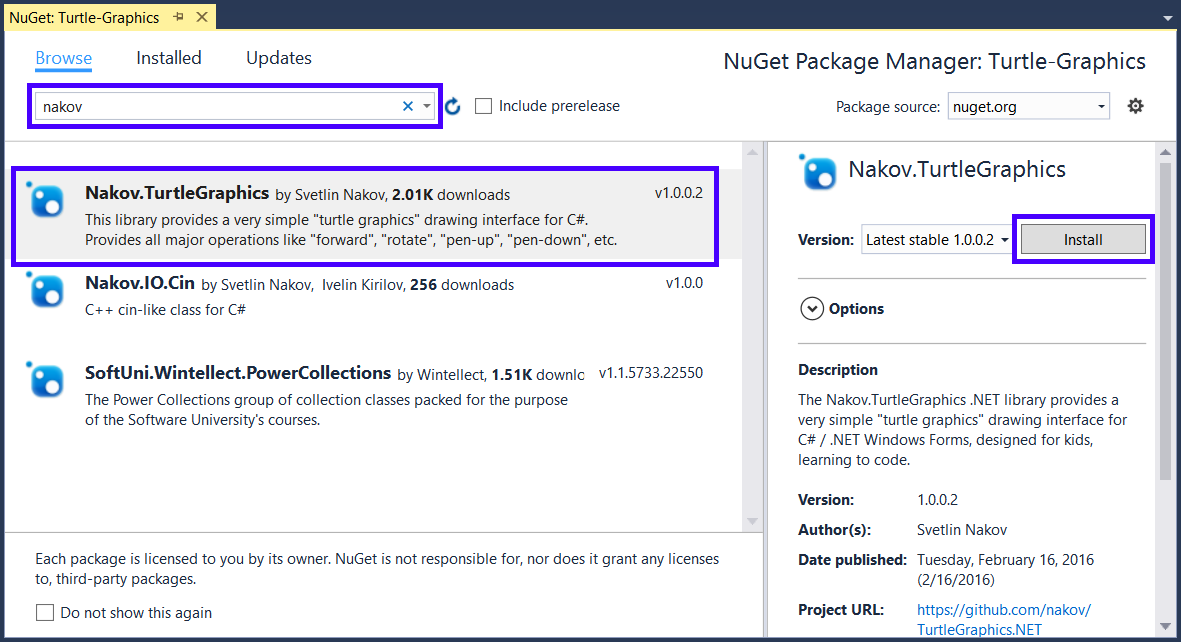 NuGet: Turtle-Graphics
Browse Installed Updates
NuGet Package Manager: Turtle-Graphics
nakov
Include prerelease
Package source: nuget.org
Nakov.TurtleGraphics by Svetlin Nakov, 2.01K downloads v1.0.0.2
This library provides a very simple "turtle graphics" drawing interface for C#.
Provides all major operations like "forward", "rotate", "pen-up", "pen-down", etc.
Nakov.IO.Cin by Svetlin Nakov, Ivelin Kirilov, 256 downloads v1.0.0
C++ cin-like class for C#
SoftUni.Wintellect.PowerCollections by Wintellect, 1.51K downlc v1.1.5733.22550
The Power Collections group of collection classes packed for the purpose
of the Software University's courses.
Each package is licensed to you by its owner. NuGet is not responsible for, nor does it grant any licenses
to, third-party packages.
Do not show this again
Nakov.TurtleGraphics
Version: Latest stable 1.0.0.2 Install
Options
Description
The Nakov.TurtleGraphics .NET library provides a
very simple "turtle graphics" drawing interface for
C# / .NET Windows Forms, designed for kids,
learning to code.
Version: 1.0.0.2
Author(s): Svetlin Nakov
Date published: Tuesday, February 16, 2016
(2/16/2016)
Project URL: https://github.com/nakov/
TurtleGraphics.NET